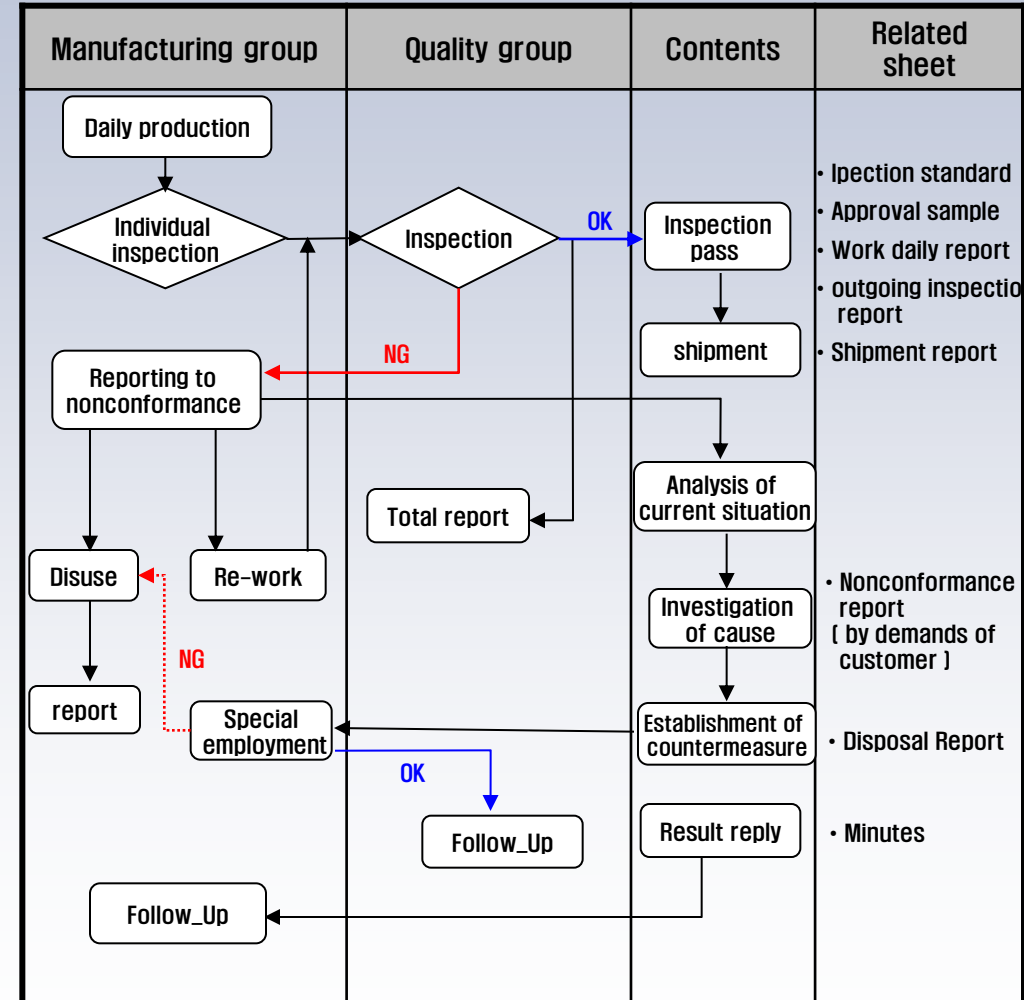 Manufacturing group
Quality group
Contents
Related
sheet
Daily production
Individual
inspection
Inspection
OK
Inspection
pass
shipment
• Ipection standard
• Approval sample
• Work daily report
• outgoing inspectio
report
• Shipment report
NG
Reporting to
nonconformance
Analysis of
current situation
Total report
Disuse
Re-work
Investigation
of cause
• Nonconformance
report
( by demands of
customer )
NG
report
Special
employment
Establishment of
countermeasure
• Disposal Report
OK
Follow_Up
Result reply
• Minutes
Follow_Up